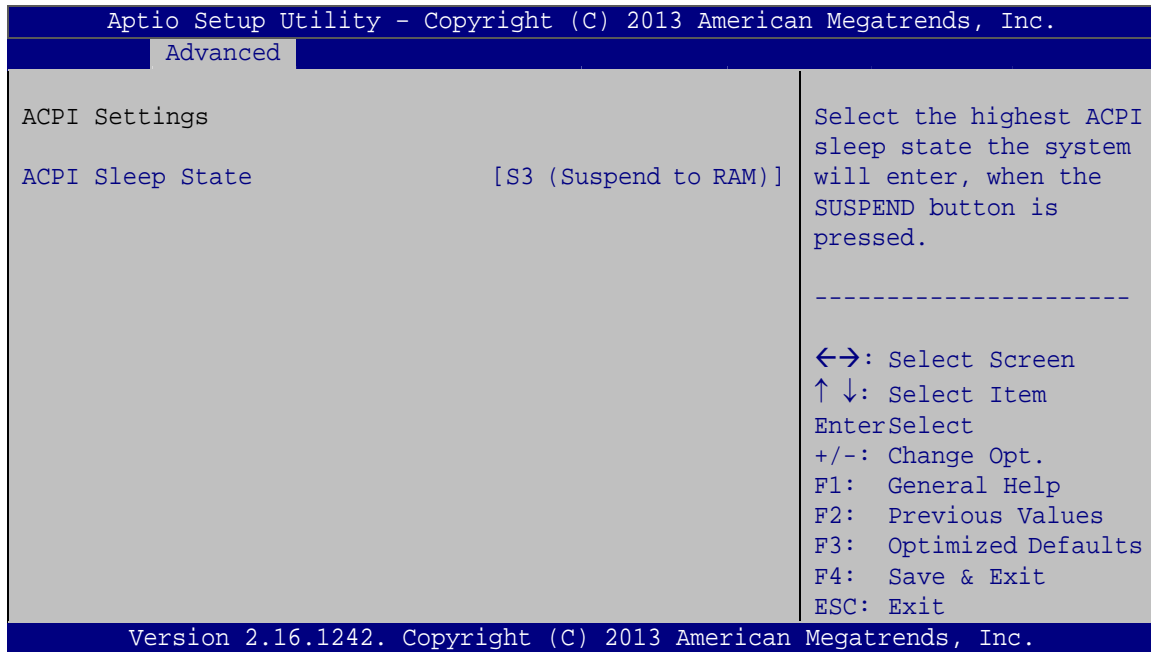 Aptio Setup Utility – Copyright (C) 2013 American Megatrends, Inc.
Advanced
ACPI Settings
ACPI Sleep State [S3 (Suspend to RAM)]
Select the highest ACPI
sleep state the system
will enter, when the
SUSPEND button is
pressed.
----------------------
←→: Select Screen
↑ ↓: Select Item
EnterSelect
+/-: Change Opt.
F1: General Help
F2: Previous Values
F3: Optimized Defaults
F4: Save & Exit
ESC: Exit
Version 2.16.1242. Copyright (C) 2013 American Megatrends, Inc.